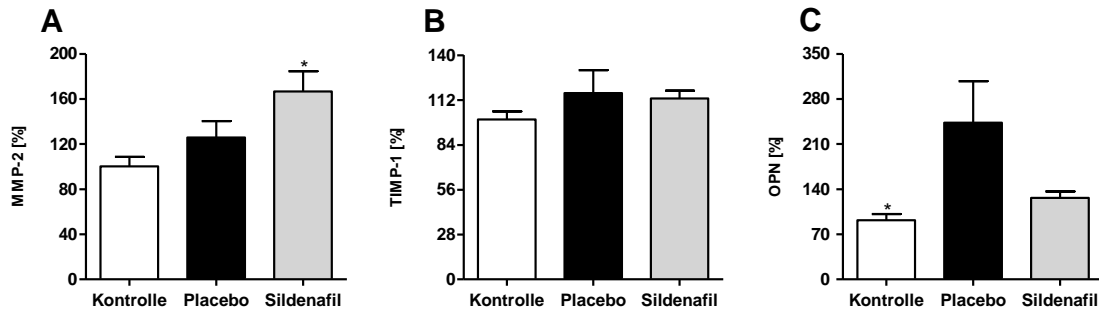 A
MMP-2 [%]
200
160
120
80
40
0
*
Kontrolle Placebo Sildenafil
B
TIMP-1 [%]
140
112
84
56
28
0
Kontrolle Placebo Sildenafil
C
OPN [%]
350
280
210
140
70
0
*
Kontrolle Placebo Sildenafil